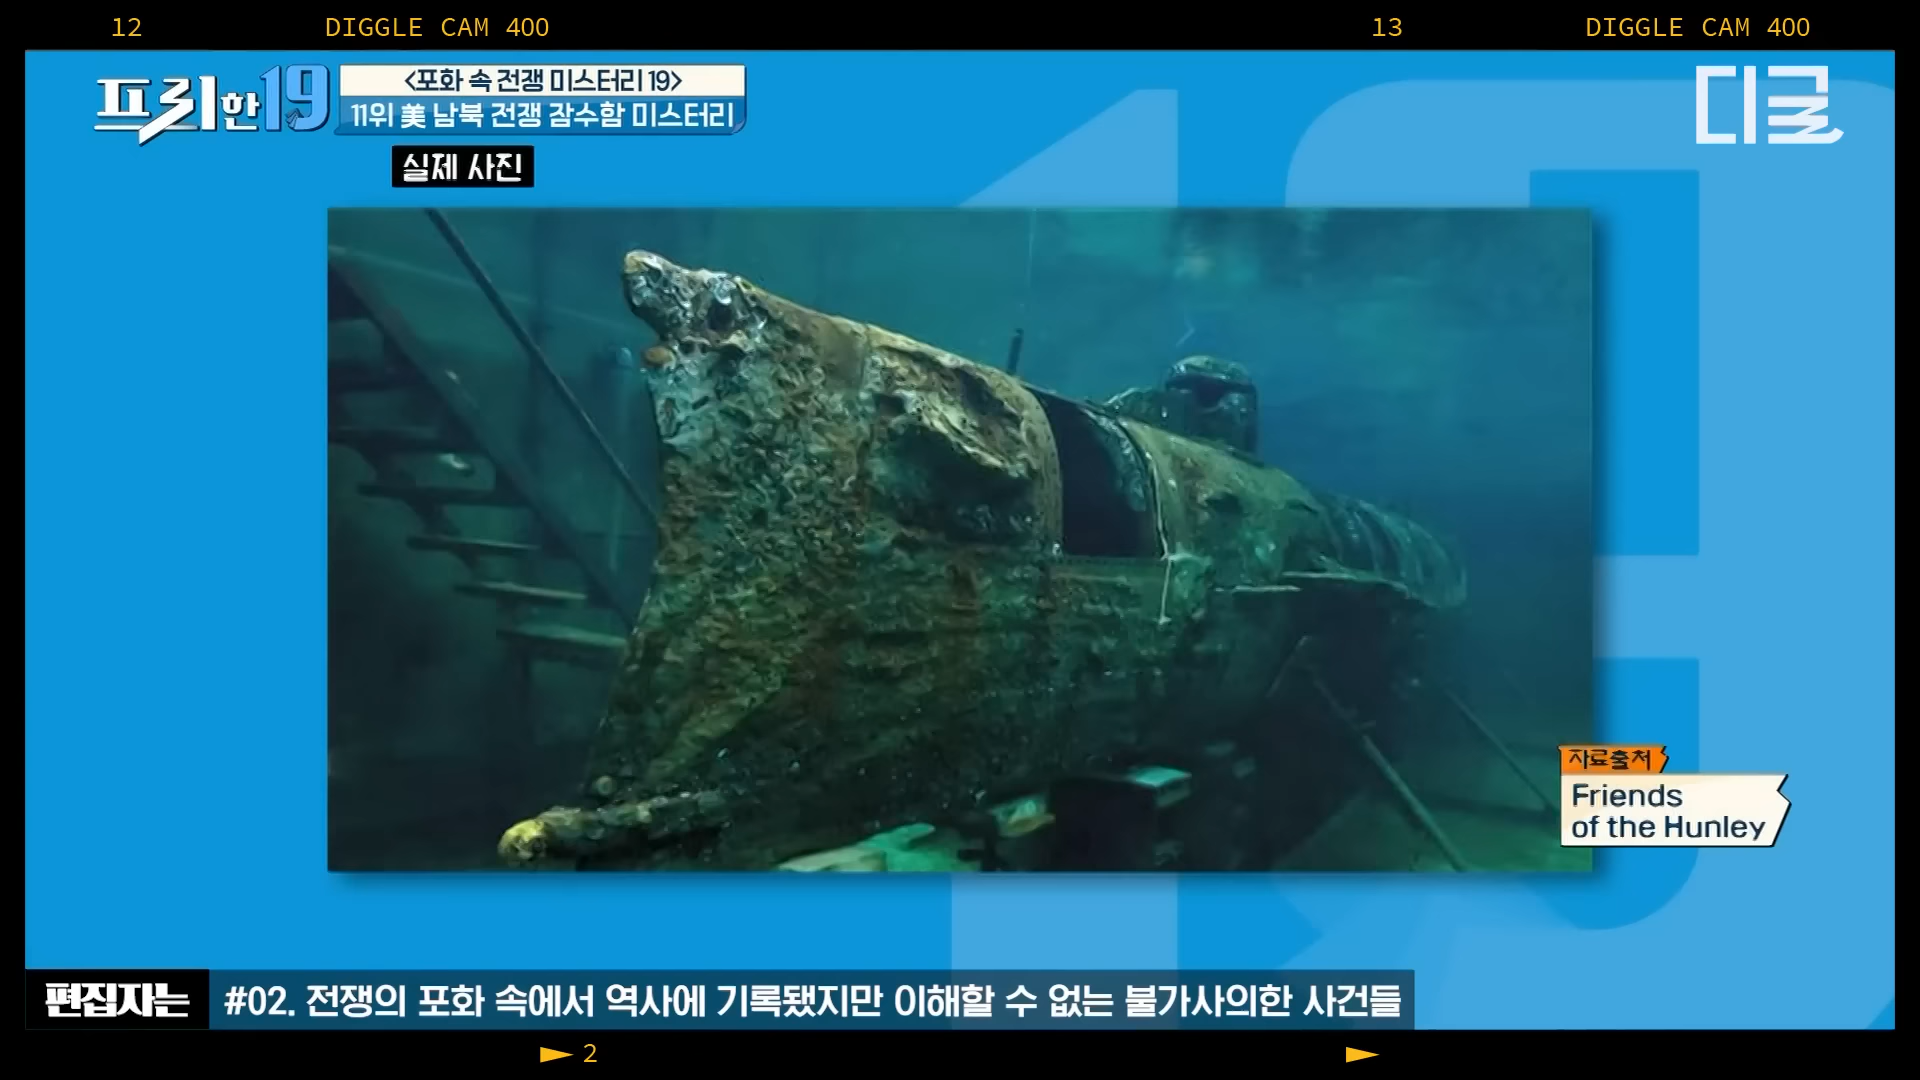 12
DIGGLE CAM 400
13
DIGGLE CAM 400
프리한19
<포화 속 전쟁 미스터리 19>
11위 美 남북 전쟁 잠수함 미스터리
디글
실제 사진
자료출처
Friends
of the Hunley
편집자는
#02. 전쟁의 포화 속에서 역사에 기록됐지만 이해할 수 없는 불가사의한 사건들
2